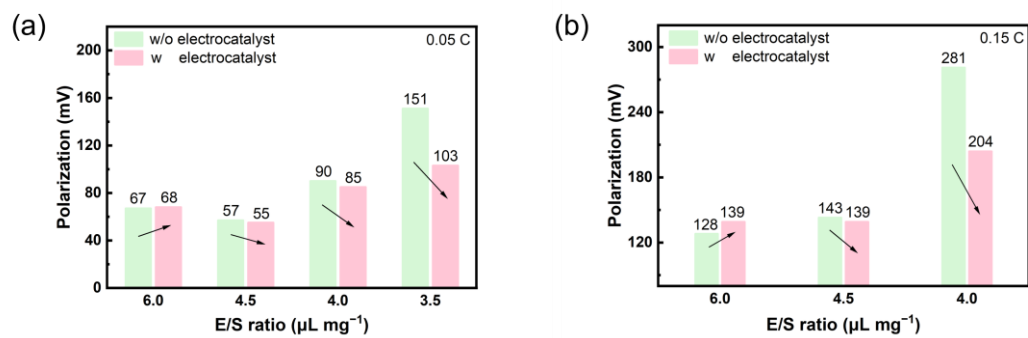 (a)
w/o electrocatalyst
w electrocatalyst
0.05 C
Polarization (mV)
200
160
120
80
40
0
67
68
57
55
90
85
151
103
6.0
4.5
4.0
3.5
E/S ratio (µL mg⁻¹)
(b)
w/o electrocatalyst
w electrocatalyst
0.15 C
Polarization (mV)
300
270
240
210
180
150
120
128
139
143
139
281
204
6.0
4.5
4.0
E/S ratio (µL mg⁻¹)